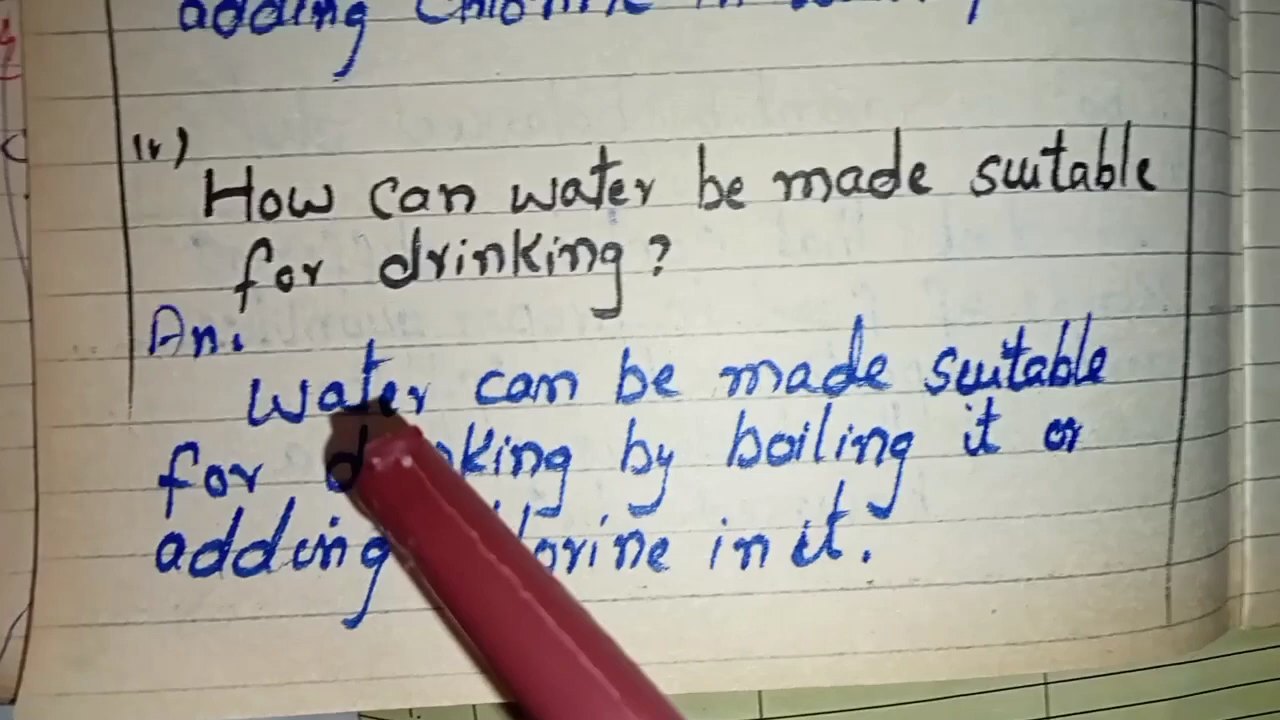 adding
iv)
How can water be made suitable
for drinking?
An.
Water can be made suitable
for by boiling it or
adding in it.